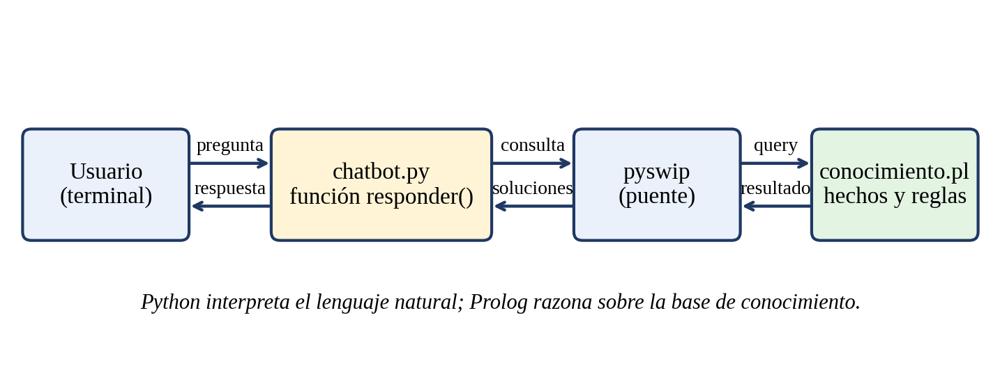 Usuario
(terminal)
pregunta
respuesta
chatbot.py
función responder()
consulta
soluciones
pyswip
(puente)
query
resultado
conocimiento.pl
hechos y reglas
Python interpreta el lenguaje natural; Prolog razona sobre la base de conocimiento.